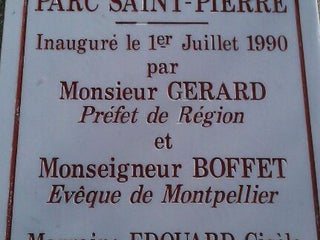 PARC SAINT-PIERRE
Inauguré le 1er Juillet 1990
par
Monsieur GERARD
Préfet de Région
et
Monseigneur BOFFET
Evêque de Montpellier
EDOUARD